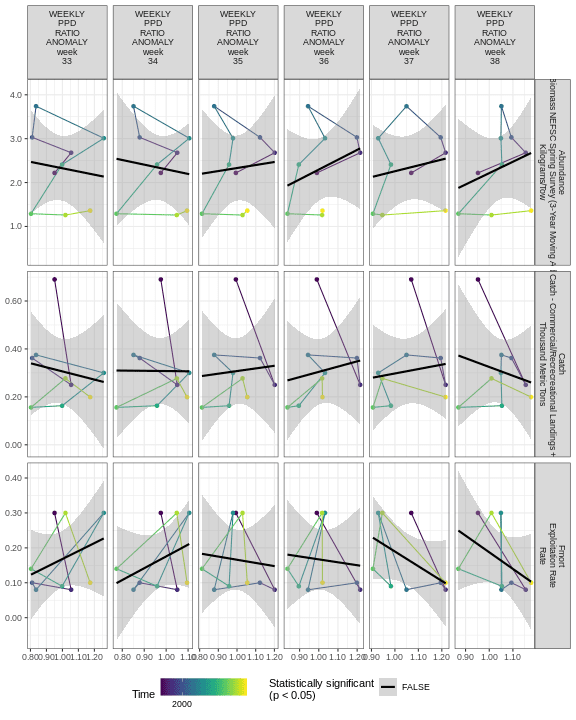 WEEKLY
PPD
RATIO
ANOMALY
week
33
WEEKLY
PPD
RATIO
ANOMALY
week
34
WEEKLY
PPD
RATIO
ANOMALY
week
35
WEEKLY
PPD
RATIO
ANOMALY
week
36
WEEKLY
PPD
RATIO
ANOMALY
week
37
WEEKLY
PPD
RATIO
ANOMALY
week
38
4.0
3.0
2.0
1.0
Abundance
Biomass NEFSC Spring Survey (3-Year Moving A
Kilograms/Tow
0.60
0.40
0.20
0.00
Catch
Catch - Commercial/Recreational Landings +
Thousand Metric Tons
0.40
0.30
0.20
0.10
0.00
Fmort
Exploitation Rate
Rate
0.80 0.90 1.00 1.10 1.20
0.80 0.90 1.00 1.10
0.80 0.90 1.00 1.10 1.20
0.90 1.00 1.10 1.20
0.90 1.00 1.10 1.20
0.90 1.00 1.10
Time
2000
Statistically significant
(p < 0.05)
FALSE